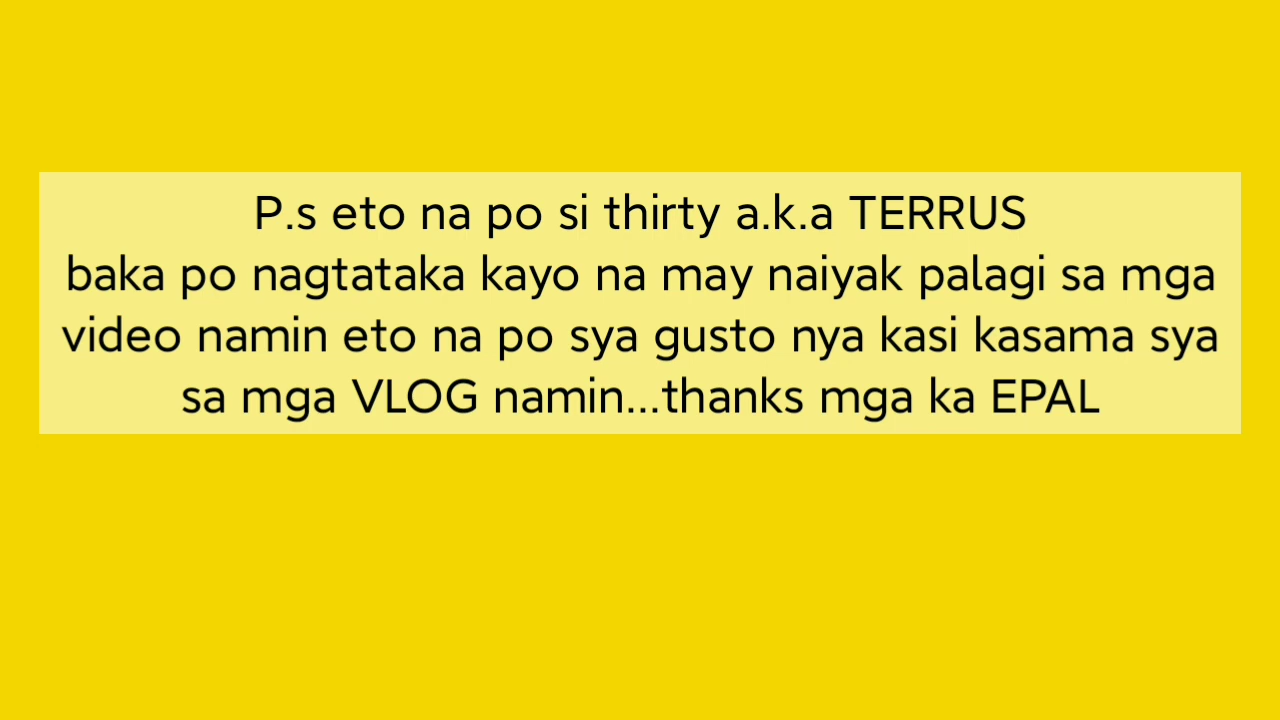 P.s eto na po si thirty a.k.a TERRUS
baka po nagtataka kayo na may naiyak palagi sa mga
video namin eto na po sya gusto nya kasi kasama sya
sa mga VLOG namin...thanks mga ka EPAL